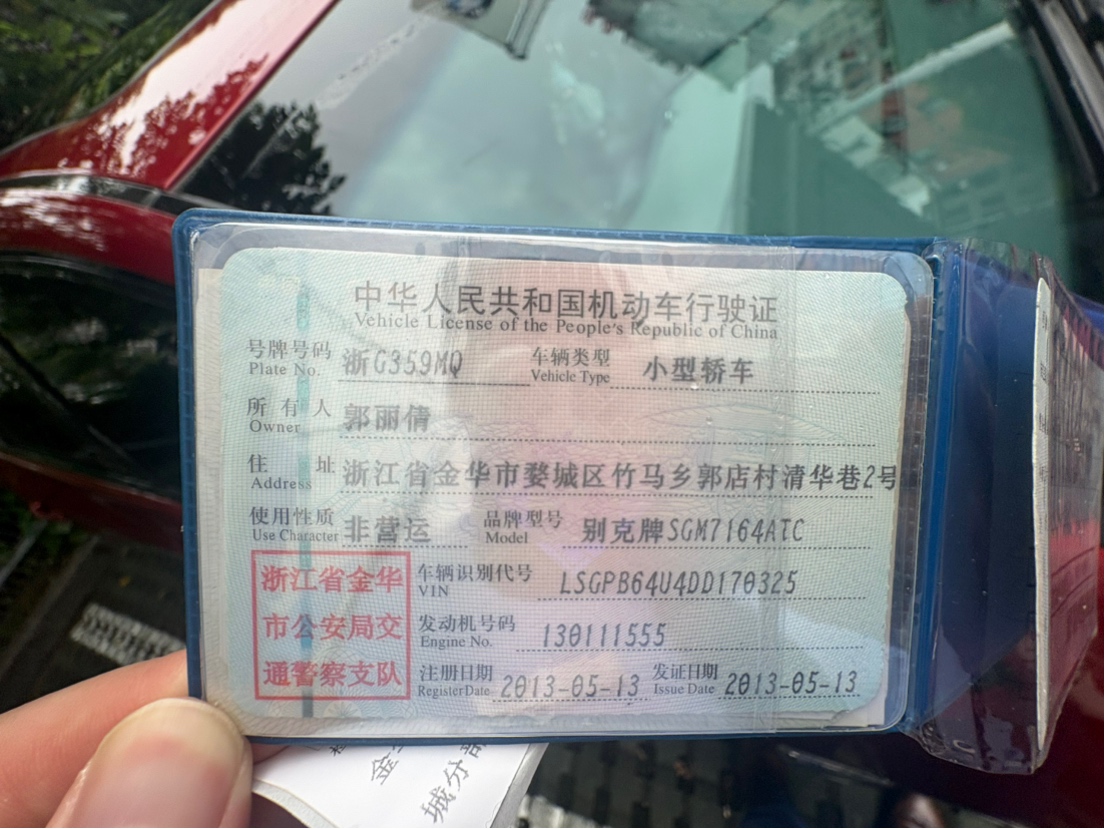 中华人民共和国机动车行驶证
Vehicle License of the People's Republic of China
号牌号码 浙G359MQ 车辆类型 小型轿车
Plate No. Vehicle Type
所有人 郭丽倩
Owner
住址 浙江省金华市婺城区竹马乡郭店村清华巷2号
Address
使用性质 非营运 品牌型号 别克牌SGM7164ATC
Use Character Model
浙江省金华
市公安局交
通警察支队
车辆识别代号 LSGPB64U4DD170325
VIN
发动机号码 130111555
Engine No.
注册日期 2013-05-13 发证日期 2013-05-13
Register Date Issue Date
金
城分